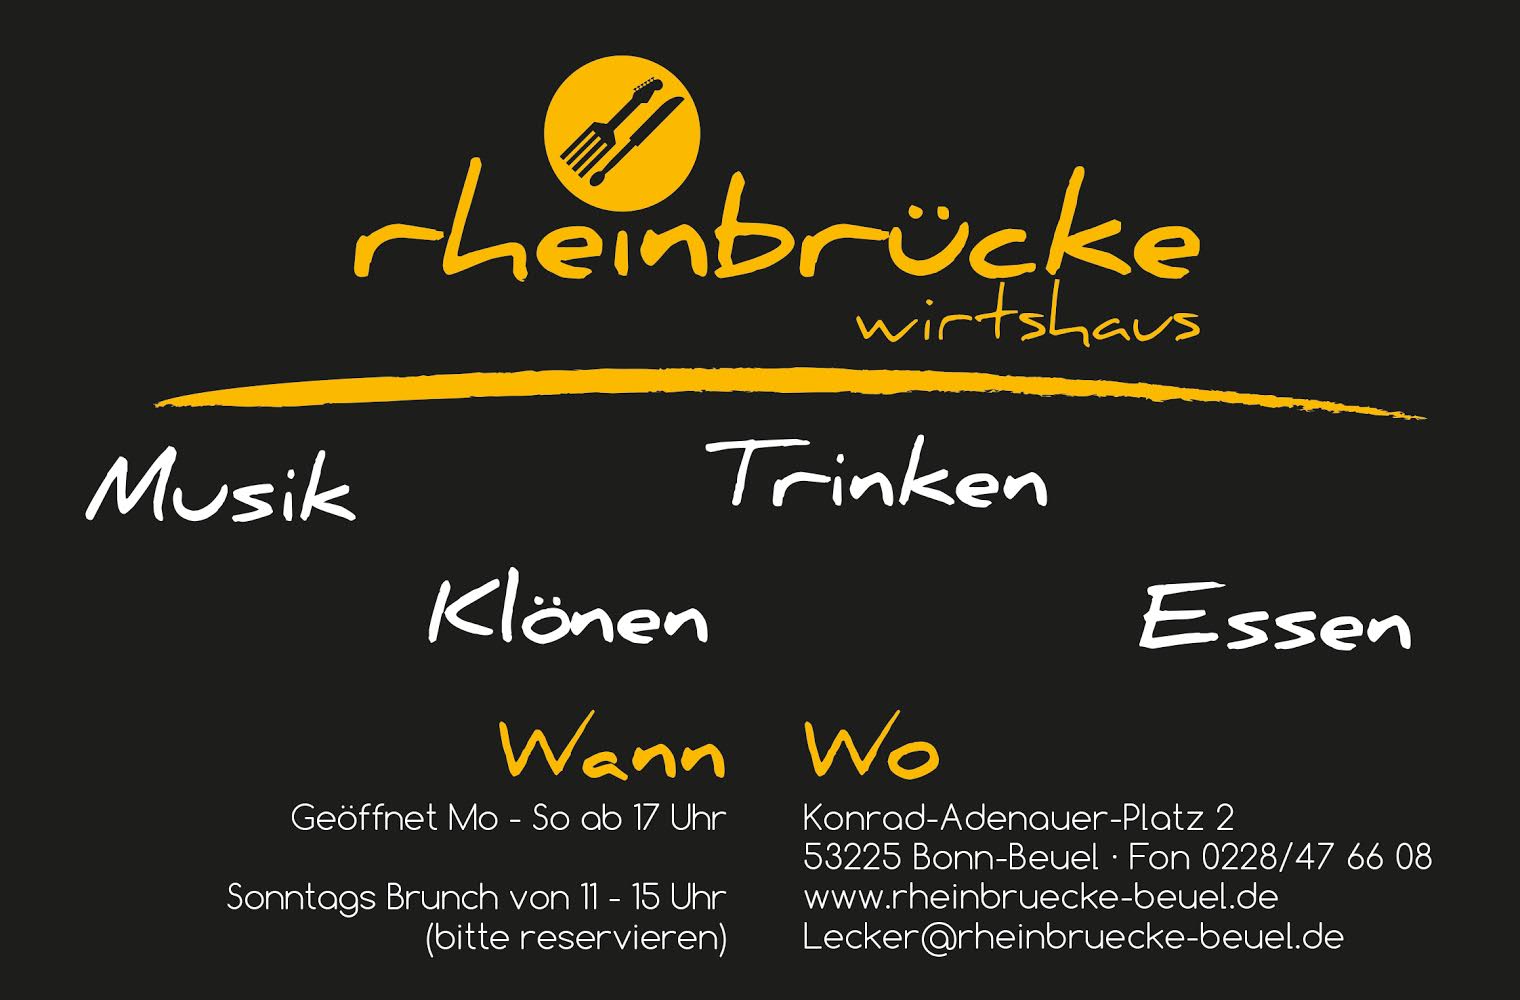 rheinbrücke
wirtshaus
Musik
Trinken
Klönen
Essen
Wann
Geöffnet Mo - So ab 17 Uhr
Sonntags Brunch von 11 - 15 Uhr
(bitte reservieren)
Wo
Konrad-Adenauer-Platz 2
53225 Bonn-Beuel · Fon 0228/47 66 08
www.rheinbruecke-beuel.de
Lecker@rheinbruecke-beuel.de